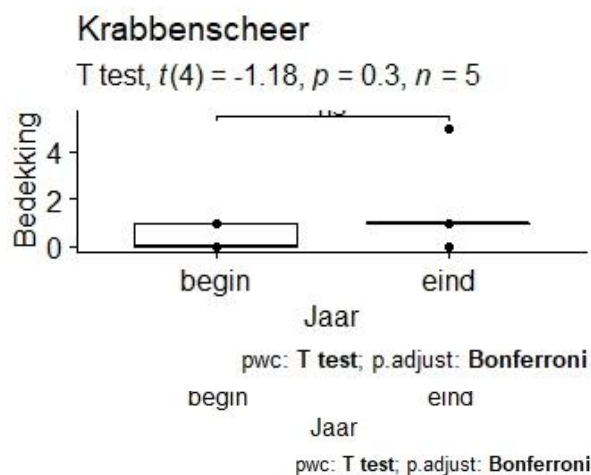 Krabbenscheer
T test, t(4) = -1.18, p = 0.3, n = 5
Bedekking
4
2
0
begin eind
Jaar
pwc: T test; p.adjust: Bonferroni
begin eind
Jaar
pwc: T test; p.adjust: Bonferroni